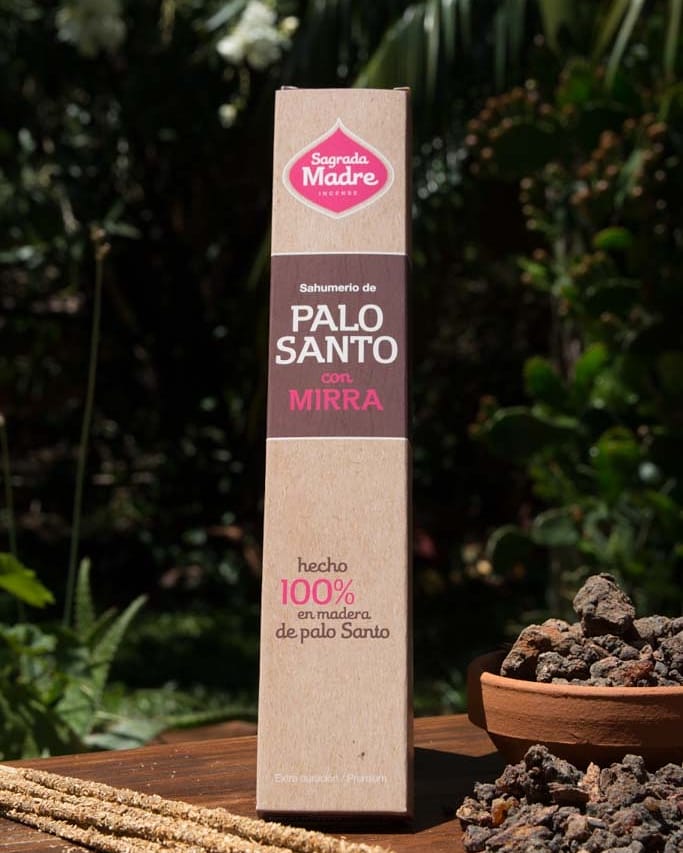 Sagrada
Madre
INCENSE
Sahumerio de
PALO
SANTO
con
MIRRA
hecho
100%
en madera
de palo Santo
Extra duración / Premium